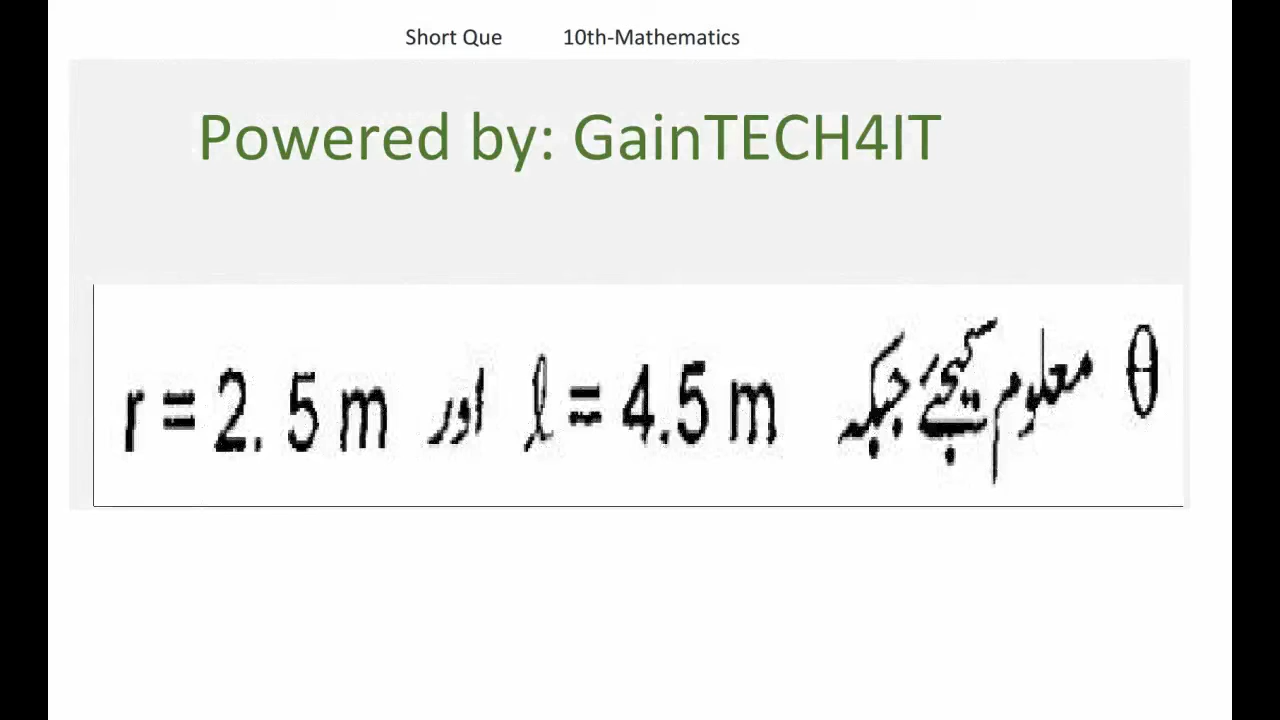 Short Que 10th-Mathematics
Powered by: GainTECH4IT
θ معلوم کیجئے جبکہ ℓ = 4.5 m اور r = 2. 5 m